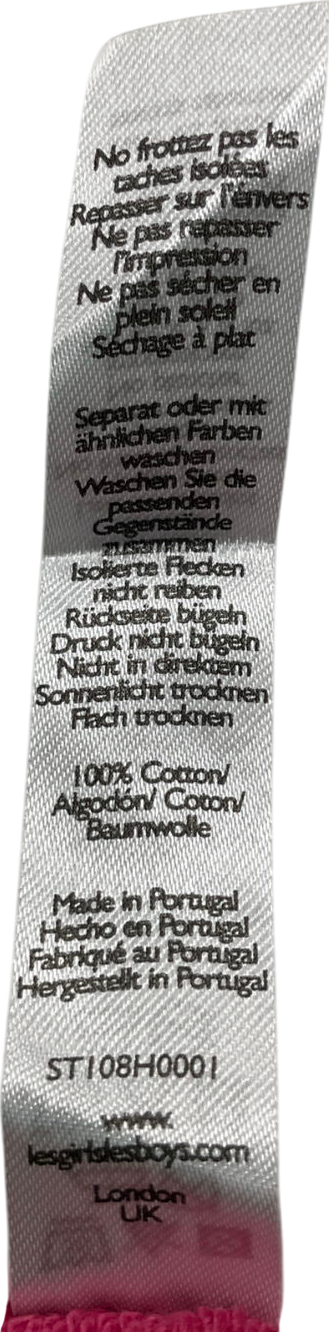 No frottez pas les
taches isolées
Repasser sur l'énvers
Ne pas repasser
l'impression
Ne pas sécher en
plein soleil
Séchage à plat
Separat oder mit
ähnlichen Farben
waschen
Waschen Sie die
passenden
Gegenstände
zusammen
Isolierte Flecken
nicht reiben
Rückseite bügeln
Druck nicht bügeln
Nicht in direktem
Sonnenlicht trocknen
Flach trocknen
100% Cotton/
Algodón/ Coton/
Baumwolle
Made in Portugal
Hecho en Portugal
Fabriqué au Portugal
Hergestellt in Portugal
ST108H0001
www.
lesgirlslesboys.com
London
UK